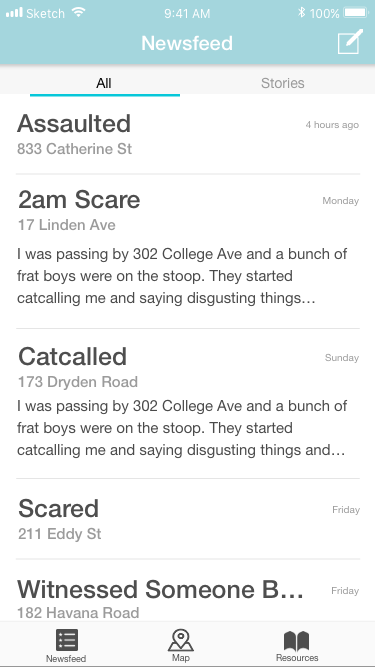 Sketch 9:41 AM 100%
Newsfeed
All Stories
Assaulted 4 hours ago
833 Catherine St
2am Scare Monday
17 Linden Ave
I was passing by 302 College Ave and a bunch of
frat boys were on the stoop. They started
catcalling me and saying disgusting things…
Catcalled Sunday
173 Dryden Road
I was passing by 302 College Ave and a bunch of
frat boys were on the stoop. They started
catcalling me and saying disgusting things and…
Scared Friday
211 Eddy St
Witnessed Someone B… Friday
182 Havana Road
Newsfeed Map Resources